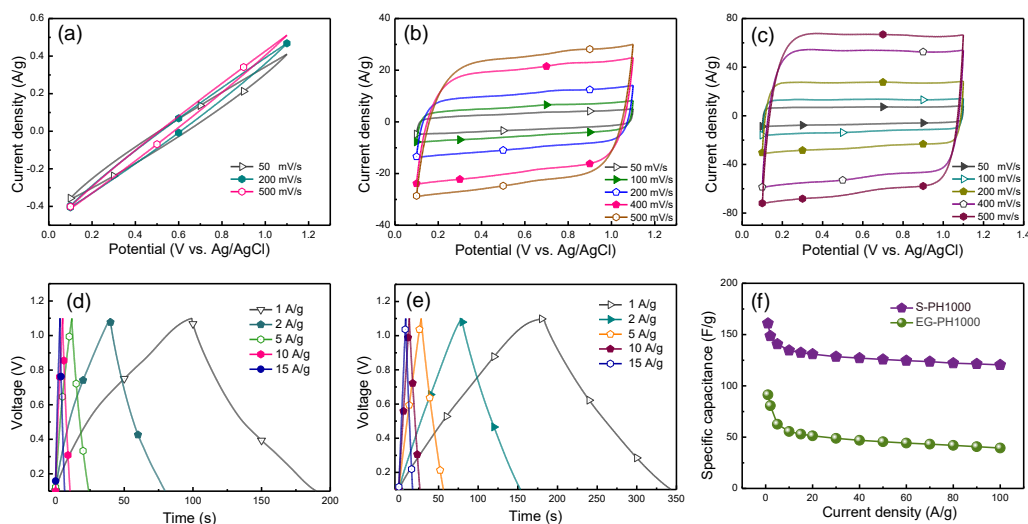 (a)
Current density (A/g)
0.6
0.4
0.2
0.0
-0.2
-0.4
50 mV/s
200 mV/s
500 mV/s
0.0 0.2 0.4 0.6 0.8 1.0 1.2
Potential (V vs. Ag/AgCl)
(b)
Current density (A/g)
40
20
0
-20
-40
50 mV/s
100 mV/s
200 mV/s
400 mV/s
500 mV/s
0.0 0.2 0.4 0.6 0.8 1.0 1.2
Potential (V vs. Ag/AgCl)
(c)
Current density (A/g)
80
40
0
-40
-80
50 mV/s
100 mV/s
200 mV/s
400 mV/s
500 mV/s
0.0 0.2 0.4 0.6 0.8 1.0 1.2 1.4
Potential (V vs. Ag/AgCl)
(d)
Voltage (V)
1.2
1.0
0.8
0.6
0.4
0.2
1 A/g
2 A/g
5 A/g
10 A/g
15 A/g
0 50 100 150 200
Time (s)
(e)
Voltage (V)
1.2
1.0
0.8
0.6
0.4
0.2
1 A/g
2 A/g
5 A/g
10 A/g
15 A/g
0 100 200 300
Time (s)
(f)
Specific capacitance (F/g)
200
150
100
50
0
S-PH1000
EG-PH1000
0 20 40 60 80 100
Current density (A/g)